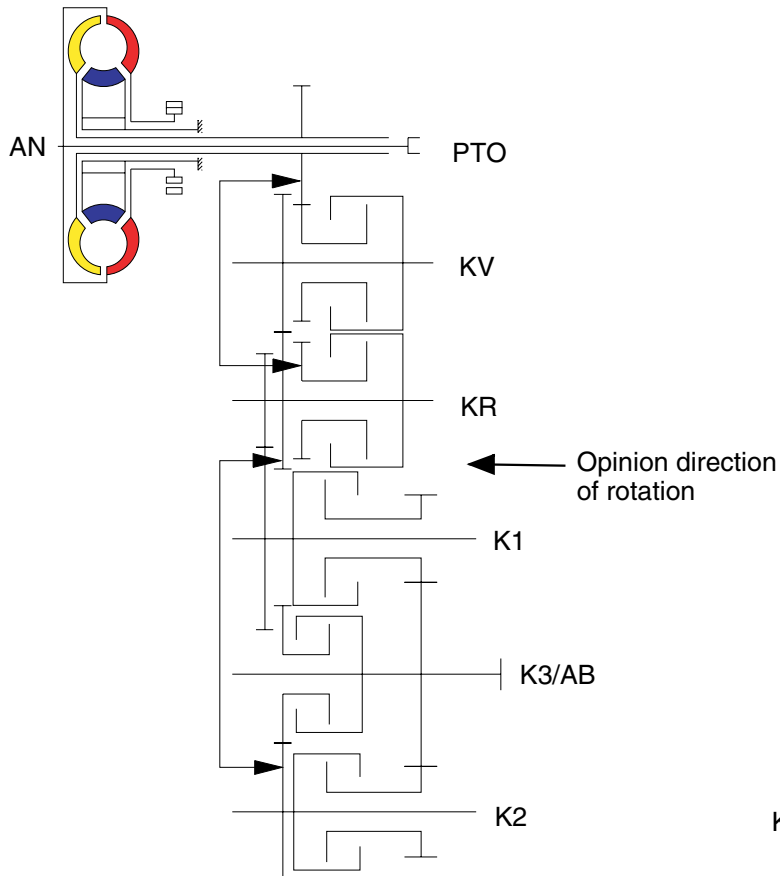 AN
PTO
KV
KR
Opinion direction
of rotation
K1
K3/AB
K2
K